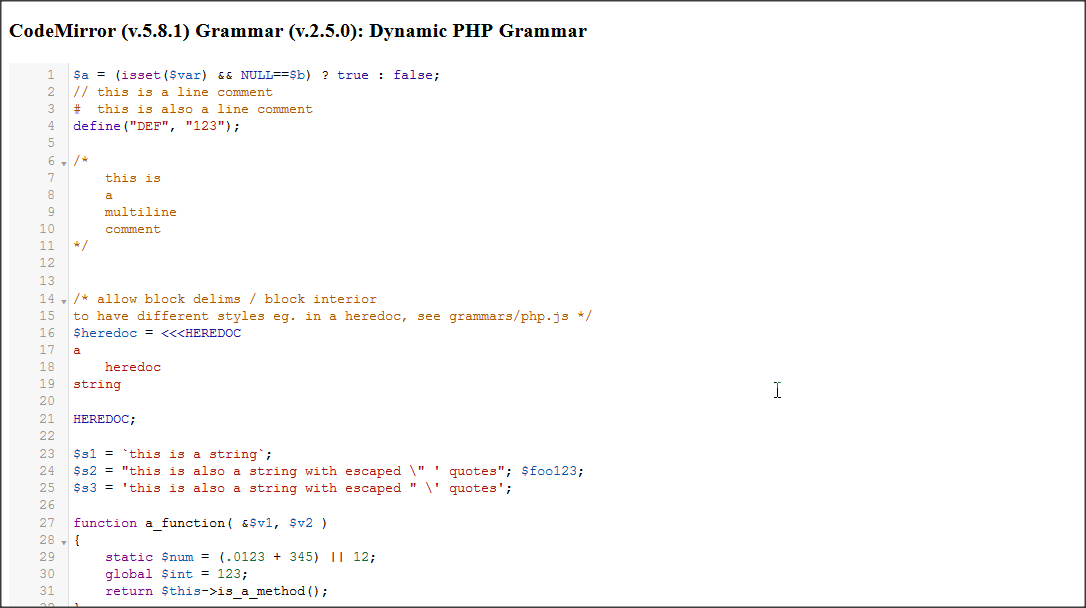 CodeMirror (v.5.8.1) Grammar (v.2.5.0): Dynamic PHP Grammar
1 $a = (isset($var) && NULL==$b) ? true : false;
2 // this is a line comment
3 #  this is also a line comment
4 define("DEF", "123");
5
6 /*
7     this is
8     a
9     multiline
10     comment
11 */
12
13
14 /* allow block delims / block interior
15 to have different styles eg. in a heredoc, see grammars/php.js */
16 $heredoc = <<<HEREDOC
17 a
18     heredoc
19 string
20
21 HEREDOC;
22
23 $s1 = `this is a string`;
24 $s2 = "this is also a string with escaped \" ' quotes"; $foo123;
25 $s3 = 'this is also a string with escaped " \' quotes';
26
27 function a_function( &$v1, $v2 )
28 {
29     static $num = (.0123 + 345) || 12;
30     global $int = 123;
31     return $this->is_a_method();